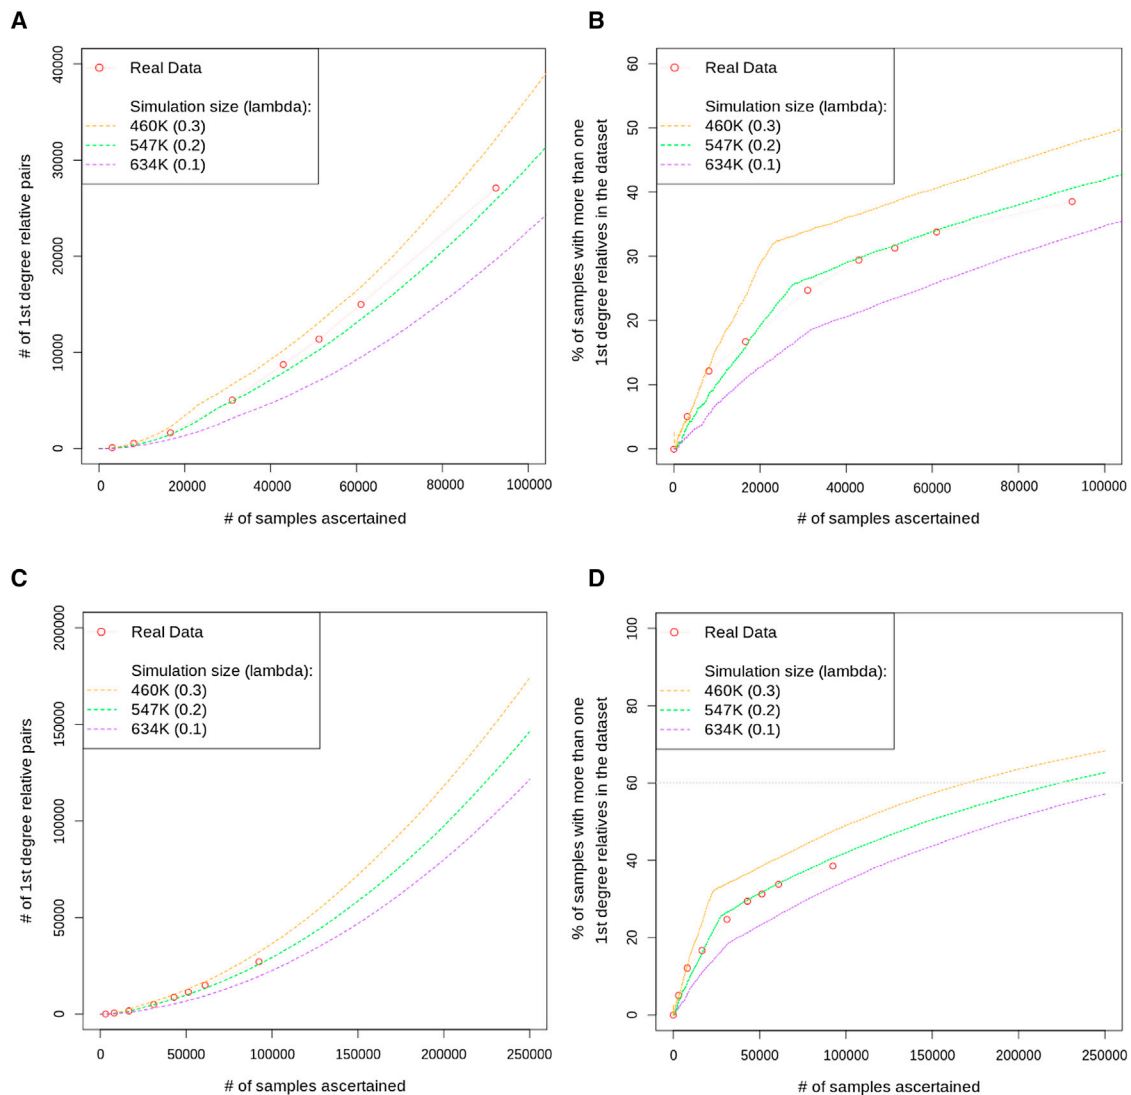 A
# of 1st degree relative pairs
40000
30000
20000
10000
0
Real Data
Simulation size (lambda):
460K (0.3)
547K (0.2)
634K (0.1)
0 20000 40000 60000 80000 100000
# of samples ascertained
B
% of samples with more than one
1st degree relatives in the dataset
60
50
40
30
20
10
0
Real Data
Simulation size (lambda):
460K (0.3)
547K (0.2)
634K (0.1)
0 20000 40000 60000 80000 100000
# of samples ascertained
C
# of 1st degree relative pairs
200000
150000
100000
50000
0
Real Data
Simulation size (lambda):
460K (0.3)
547K (0.2)
634K (0.1)
0 50000 100000 150000 200000 250000
# of samples ascertained
D
% of samples with more than one
1st degree relatives in the dataset
100
80
60
40
20
0
Real Data
Simulation size (lambda):
460K (0.3)
547K (0.2)
634K (0.1)
0 50000 100000 150000 200000 250000
# of samples ascertained